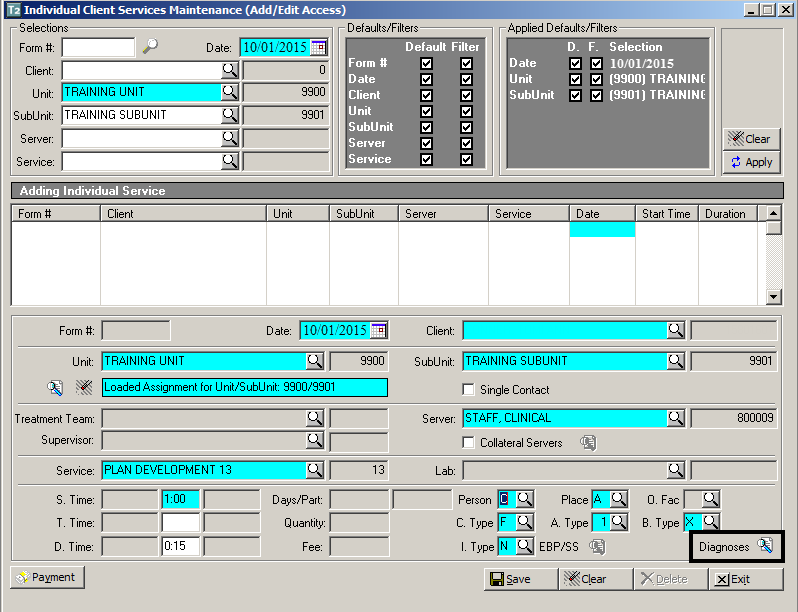 T2 Individual Client Services Maintenance (Add/Edit Access)
Selections
Form #: Date: 10/01/2015
Client: 0
Unit: TRAINING UNIT 9900
SubUnit: TRAINING SUBUNIT 9901
Server:
Service:
Defaults/Filters
Default Filter
Form #
Date
Client
Unit
SubUnit
Server
Service
Applied Defaults/Filters
D. F. Selection
Date 10/01/2015
Unit (9900) TRAINING
SubUnit (9901) TRAINING
Clear
Apply
Adding Individual Service
Form # Client Unit SubUnit Server Service Date Start Time Duration
Form #: Date: 10/01/2015 Client:
Unit: TRAINING UNIT 9900 SubUnit: TRAINING SUBUNIT 9901
Loaded Assignment for Unit/SubUnit: 9900/9901 Single Contact
Treatment Team: Server: STAFF, CLINICAL 800009
Supervisor: Collateral Servers
Service: PLAN DEVELOPMENT 13 13 Lab:
S. Time: 1:00 Days/Part: Person C Place A O. Fac
T. Time: Quantity: C. Type F A. Type 1 B. Type X
D. Time: 0:15 Fee: I. Type N EBP/SS Diagnoses
Payment Save Clear Delete Exit